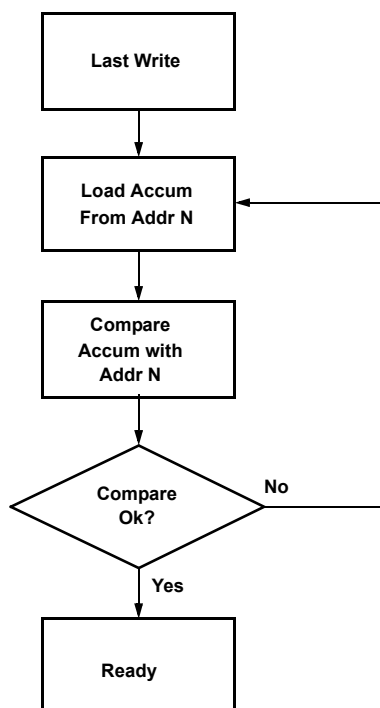 Last Write
Load Accum
From Addr N
Compare
Accum with
Addr N
Compare
Ok?
No
Yes
Ready